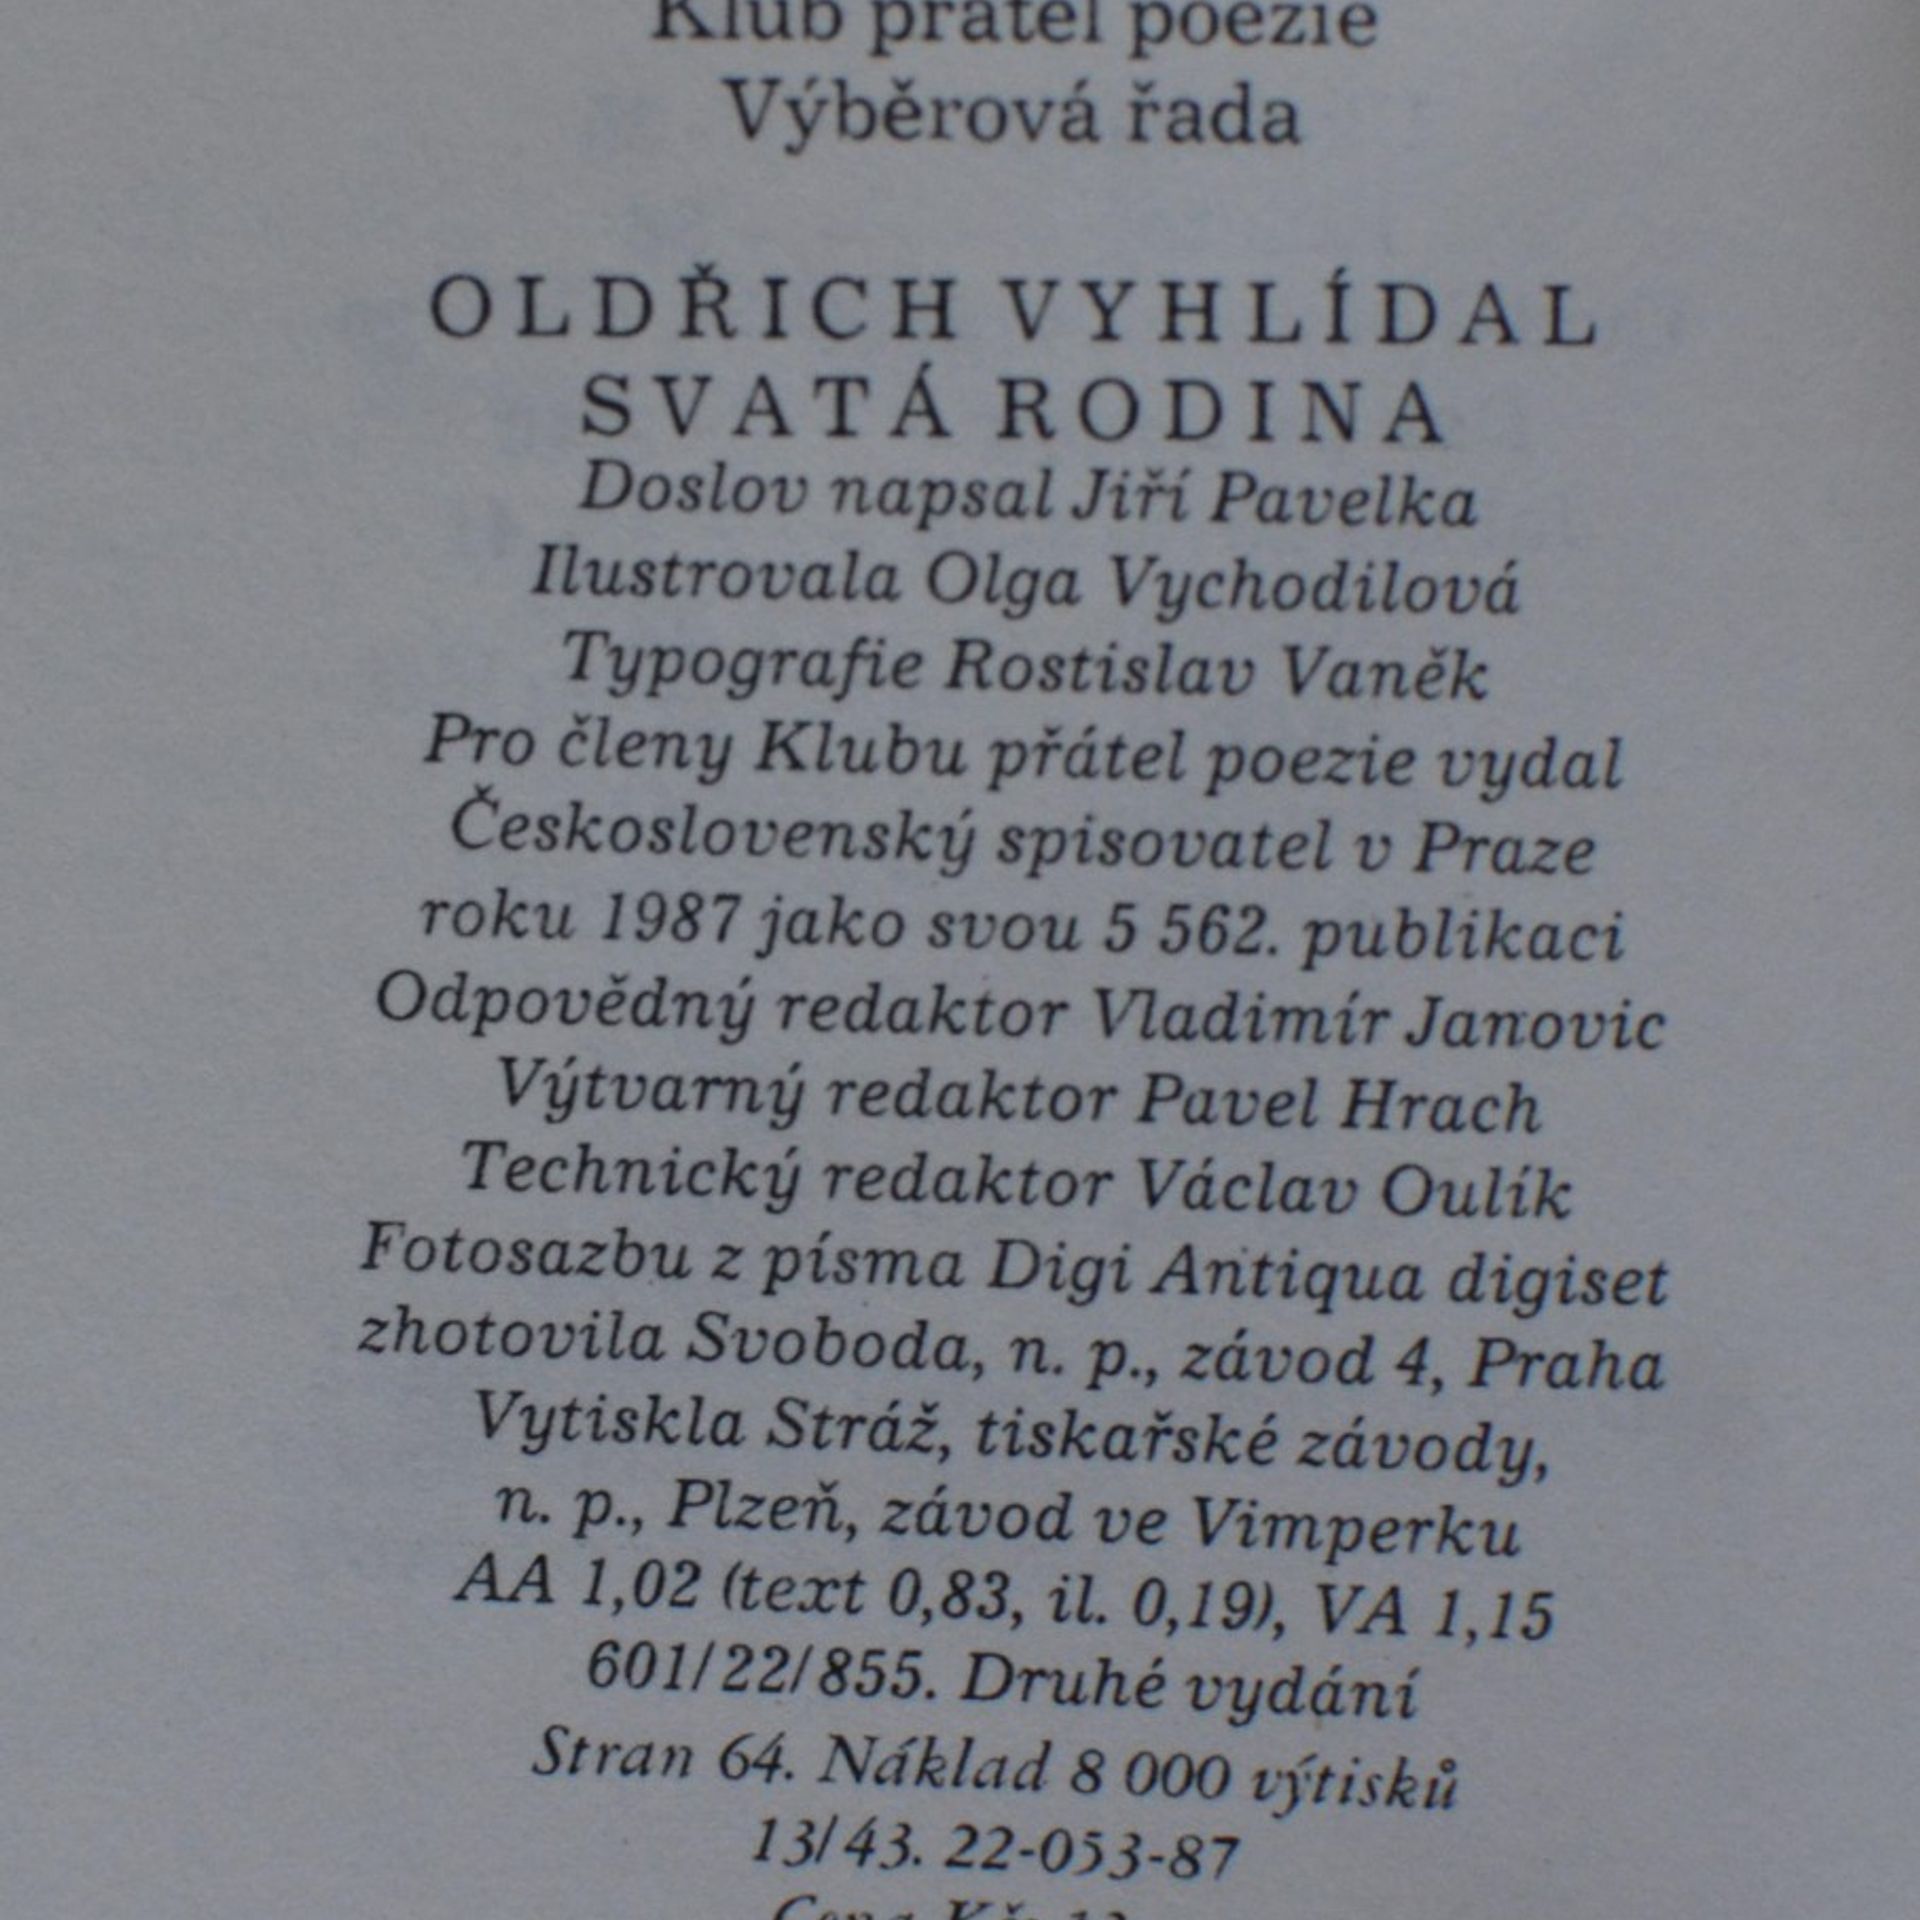 Klub přátel poezie
Výběrová řada
OLDŘICH VYHLÍDAL
SVATÁ RODINA
Doslov napsal Jiří Pavelka
Ilustrovala Olga Vychodilová
Typografie Rostislav Vaněk
Pro členy Klubu přátel poezie vydal
Československý spisovatel v Praze
roku 1987 jako svou 5 562. publikaci
Odpovědný redaktor Vladimír Janovic
Výtvarný redaktor Pavel Hrach
Technický redaktor Václav Oulík
Fotosazbu z písma Digi Antiqua digiset
zhotovila Svoboda, n. p., závod 4, Praha
Vytiskla Stráž, tiskařské závody,
n. p., Plzeň, závod ve Vimperku
AA 1,02 (text 0,83, il. 0,19), VA 1,15
601/22/855. Druhé vydání
Stran 64. Náklad 8 000 výtisků
13/43. 22-053-87
Cena Kčs